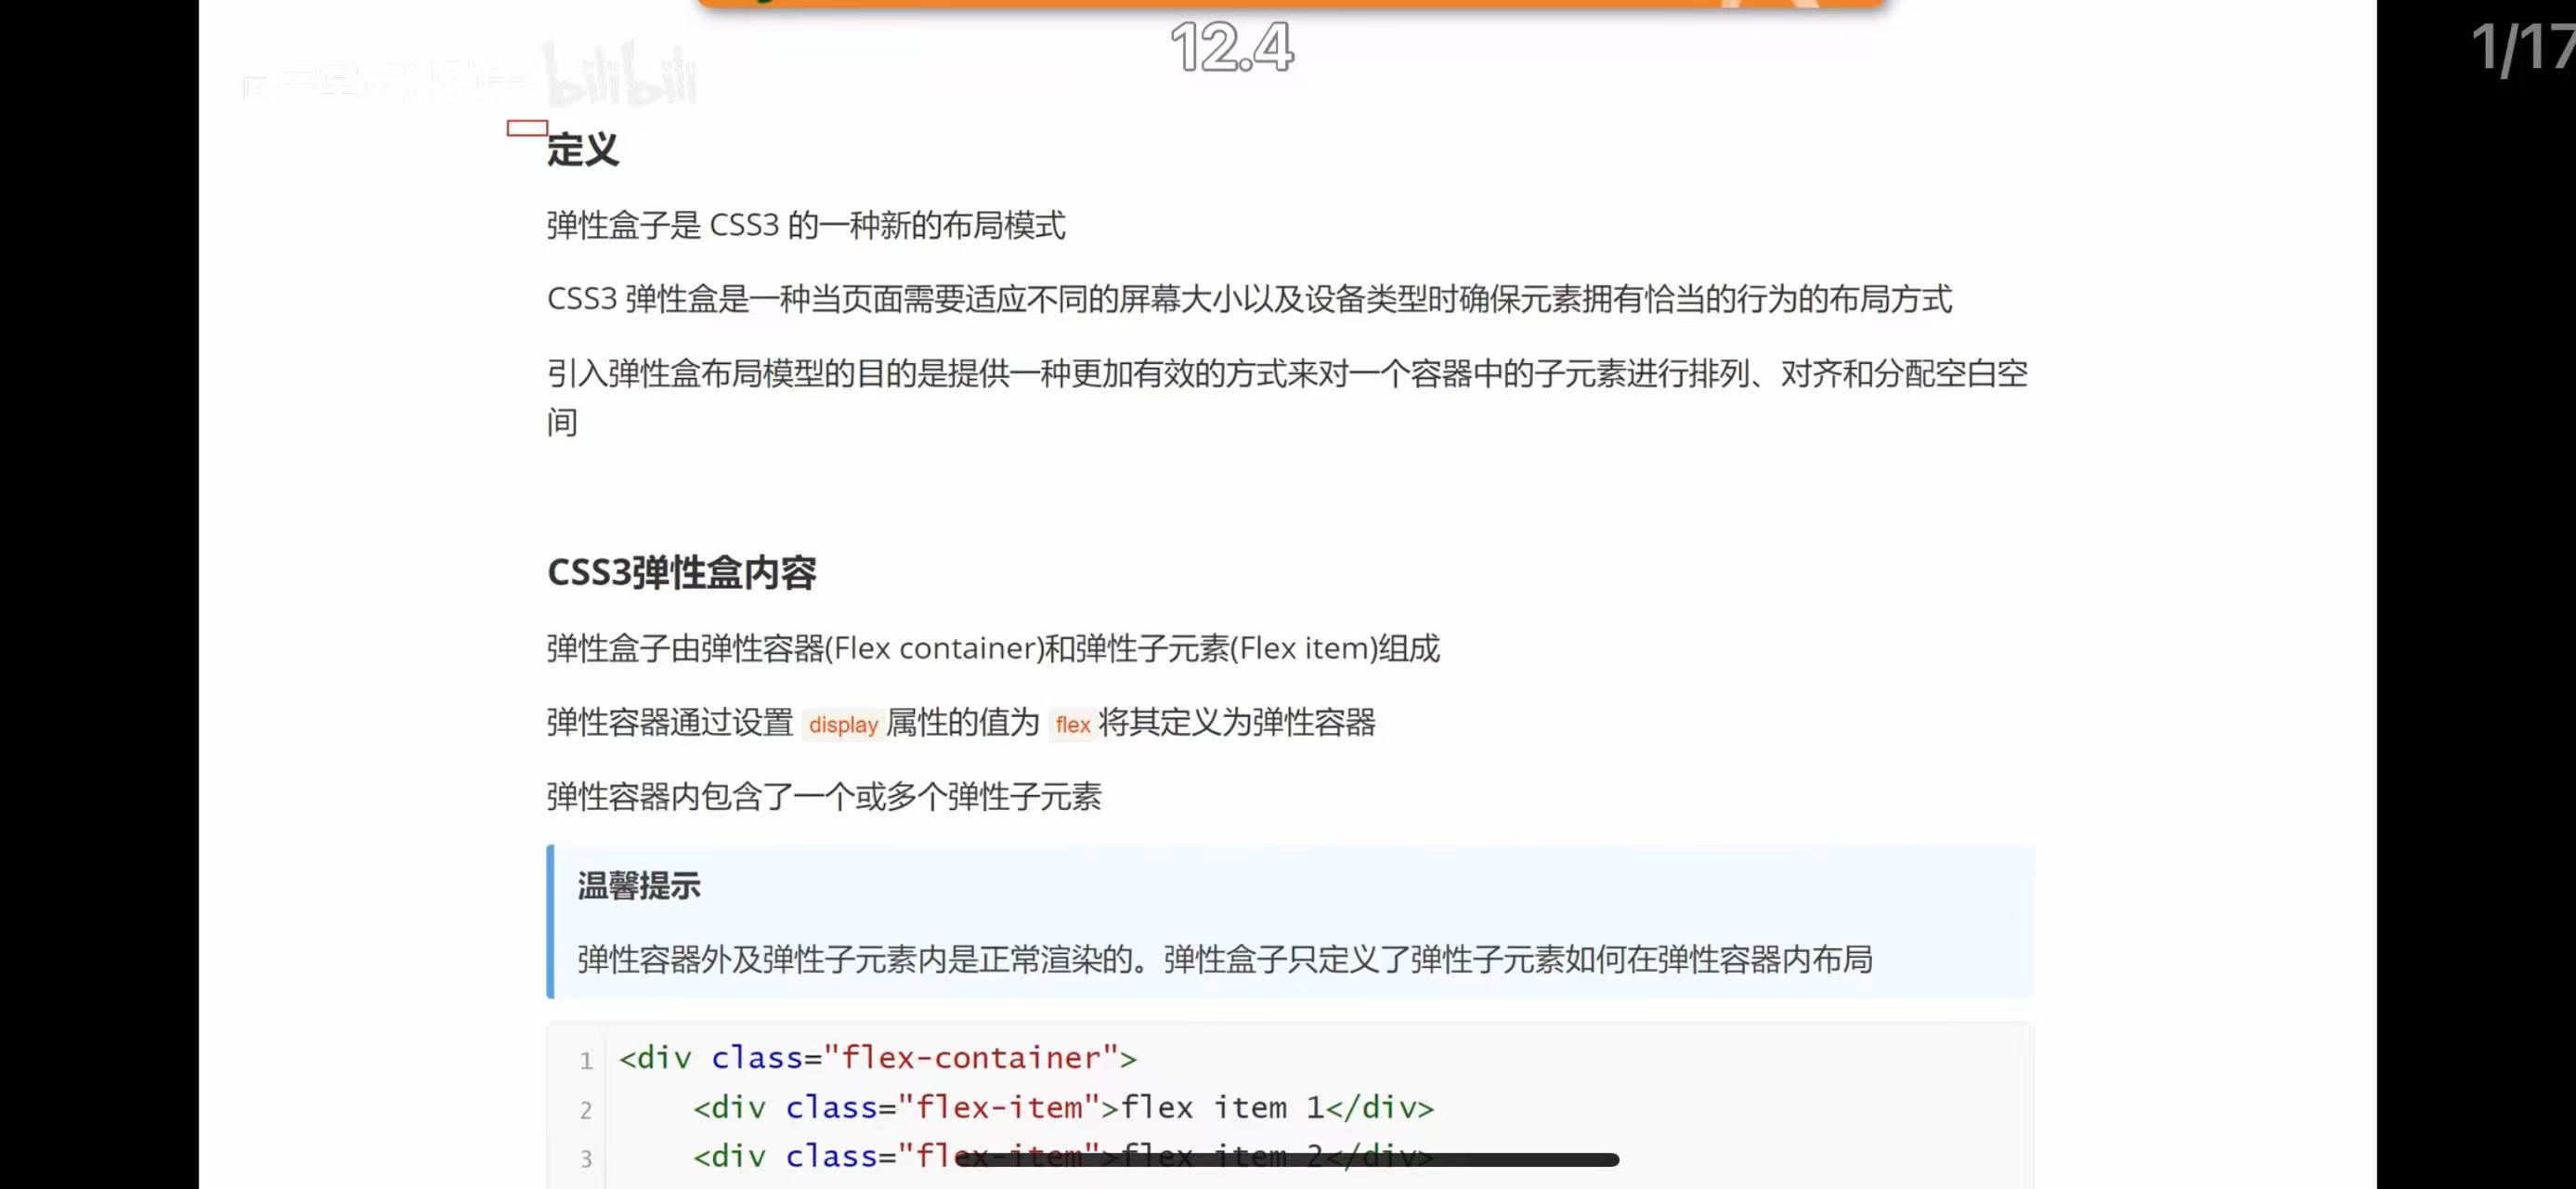 12.4
1/17
bilibili
定义
弹性盒子是 CSS3 的一种新的布局模式
CSS3 弹性盒是一种当页面需要适应不同的屏幕大小以及设备类型时确保元素拥有恰当的行为的布局方式
引入弹性盒布局模型的目的是提供一种更加有效的方式来对一个容器中的子元素进行排列、对齐和分配空白空
间
CSS3弹性盒内容
弹性盒子由弹性容器(Flex container)和弹性子元素(Flex item)组成
弹性容器通过设置 display 属性的值为 flex 将其定义为弹性容器
弹性容器内包含了一个或多个弹性子元素
温馨提示
弹性容器外及弹性子元素内是正常渲染的。弹性盒子只定义了弹性子元素如何在弹性容器内布局
1 <div class="flex-container">
2 <div class="flex-item">flex item 1</div>
3 <div class="flex-item">flex item 2</div>